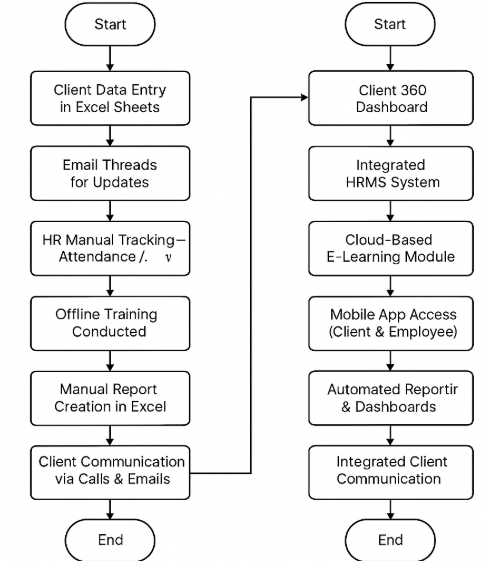 Start
Client Data Entry
in Excel Sheets
Email Threads
for Updates
HR Manual Tracking–
Attendance /.
Offline Training
Conducted
Manual Report
Creation in Excel
Client Communication
via Calls & Emails
End
Start
Client 360
Dashboard
Integrated
HRMS System
Cloud-Based
E-Learning Module
Mobile App Access
(Client & Employee)
Automated Reportir
& Dashboards
Integrated Client
Communication
End